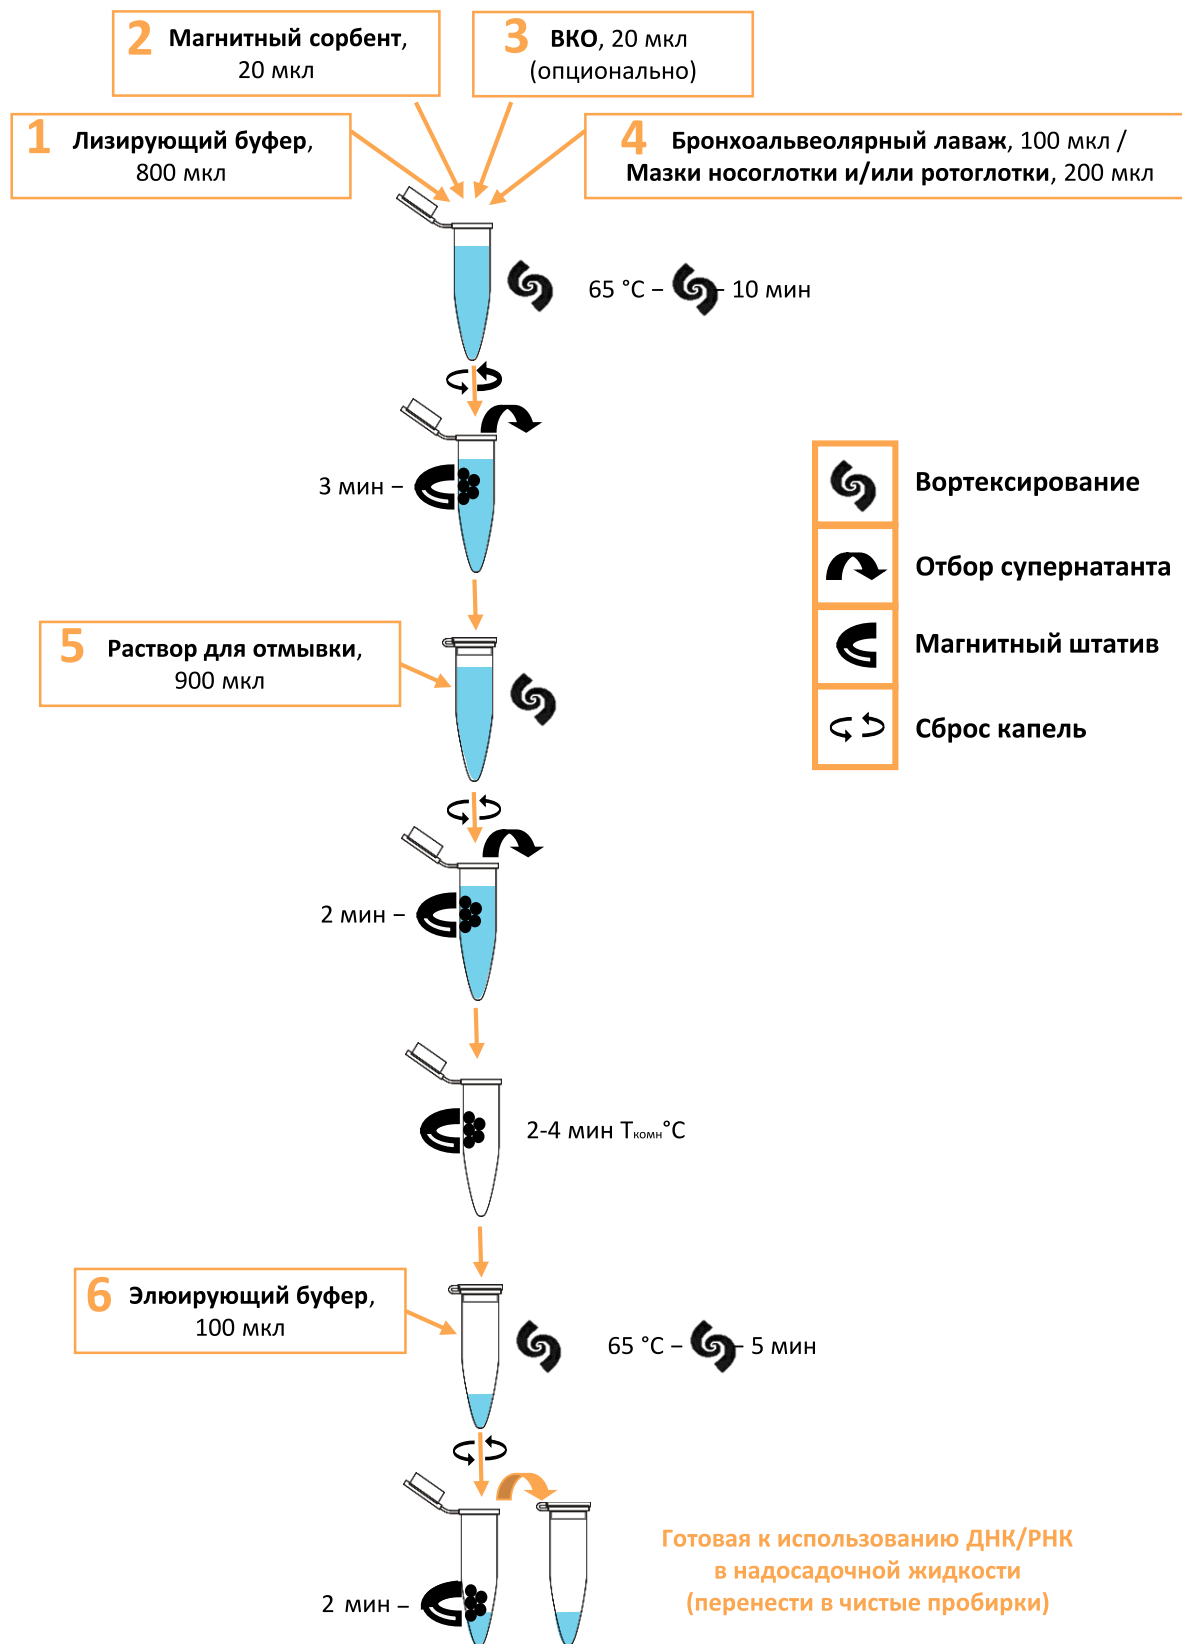 2 Магнитный сорбент,
20 мкл
3 ВКО, 20 мкл
(опционально)
1 Лизирующий буфер,
800 мкл
4 Бронхоальвеолярный лаваж, 100 мкл /
Мазки носоглотки и/или ротоглотки, 200 мкл
65 °C – – 10 мин
3 мин –
Вортексирование
Отбор супернатанта
Магнитный штатив
Сброс капель
5 Раствор для отмывки,
900 мкл
2 мин –
2-4 мин Tкомн°C
6 Элюирующий буфер,
100 мкл
65 °C – – 5 мин
2 мин –
Готовая к использованию ДНК/РНК
в надосадочной жидкости
(перенести в чистые пробирки)